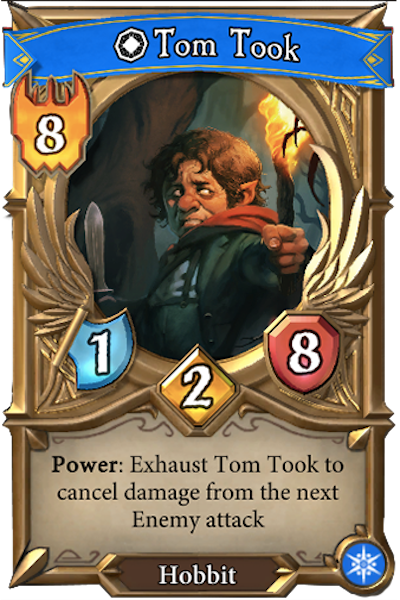 Tom Took
8
1
2
8
Power: Exhaust Tom Took to
cancel damage from the next
Enemy attack
Hobbit